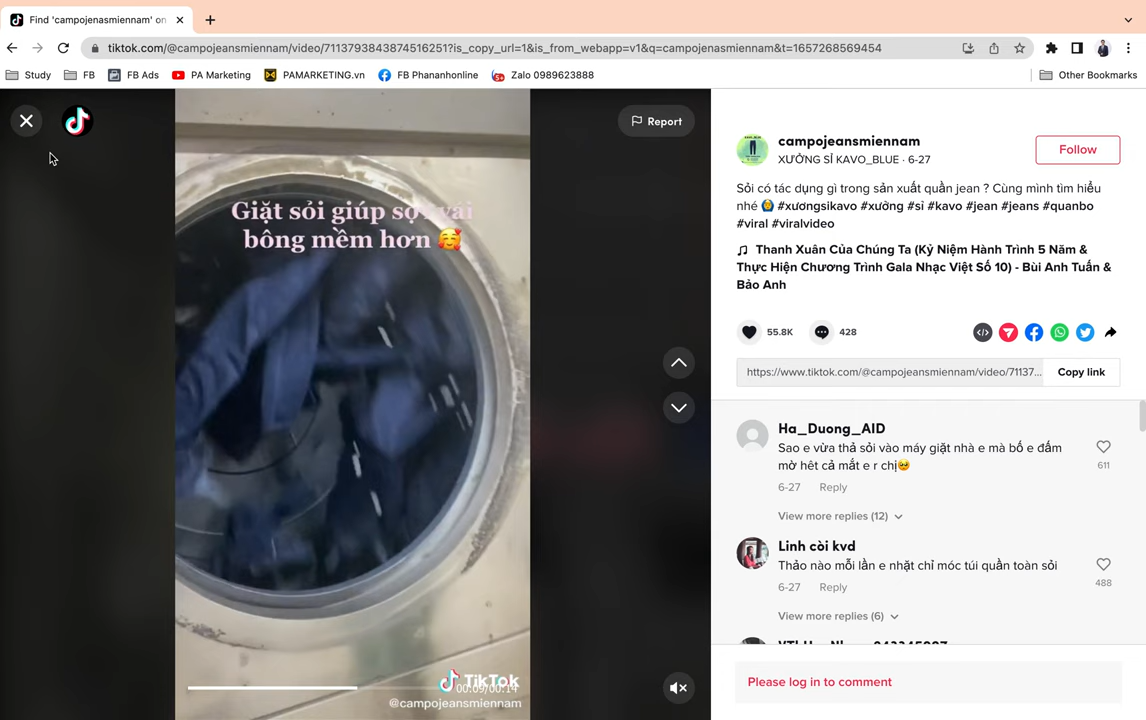 Find 'campojenasmiennam' on
tiktok.com/@campojeansmiennam/video/7113793843874516251?is_copy_url=1&is_from_webapp=v1&q=campojenasmiennam&t=1657268569454
Study FB FB Ads PA Marketing PAMARKETING.vn FB Phananhonline Zalo 0989623888 Other Bookmarks
Report
Giặt sỏi giúp sợi vải
bông mềm hơn 🥰
TikTok
00:09/00:14
@campojeansmiennam
campojeansmiennam
XƯỞNG SỈ KAVO_BLUE · 6-27
Follow
Sỏi có tác dụng gì trong sản xuất quần jean ? Cùng mình tìm hiểu
nhé #xươngsikavo #xưởng #sỉ #kavo #jean #jeans #quanbo
#viral #viralvideo
Thanh Xuân Của Chúng Ta (Kỷ Niệm Hành Trình 5 Năm &
Thực Hiện Chương Trình Gala Nhạc Việt Số 10) - Bùi Anh Tuấn &
Bảo Anh
55.8K 428
https://www.tiktok.com/@campojeansmiennam/video/71137... Copy link
Ha_Duong_AID
Sao e vừa thả sỏi vào máy giặt nhà e mà bố e đấm
mờ hêt cả mắt e r chị🥹
611
6-27 Reply
View more replies (12)
Linh còi kvd
Thảo nào mỗi lần e nhặt chỉ móc túi quần toàn sỏi
488
6-27 Reply
View more replies (6)
Please log in to comment